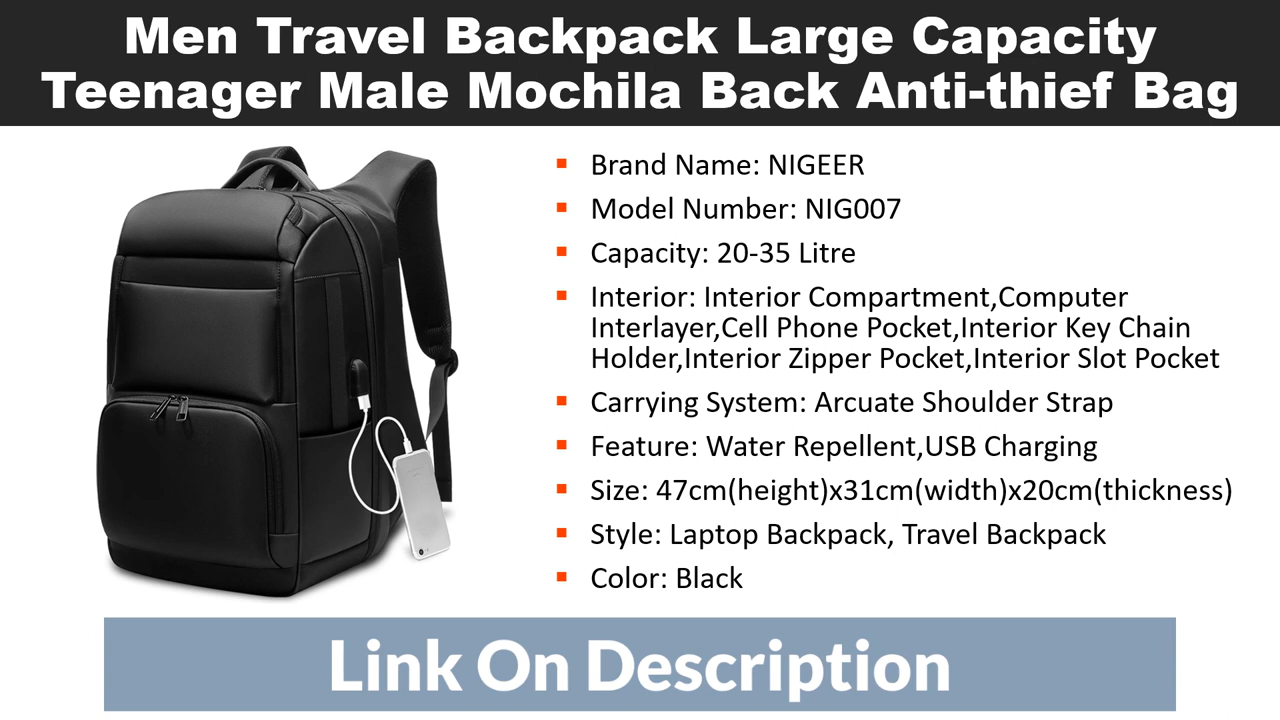 Men Travel Backpack Large Capacity
Teenager Male Mochila Back Anti-thief Bag
Brand Name: NIGEER
Model Number: NIG007
Capacity: 20-35 Litre
Interior: Interior Compartment,Computer
Interlayer,Cell Phone Pocket,Interior Key Chain
Holder,Interior Zipper Pocket,Interior Slot Pocket
Carrying System: Arcuate Shoulder Strap
Feature: Water Repellent,USB Charging
Size: 47cm(height)x31cm(width)x20cm(thickness)
Style: Laptop Backpack, Travel Backpack
Color: Black
Link On Description